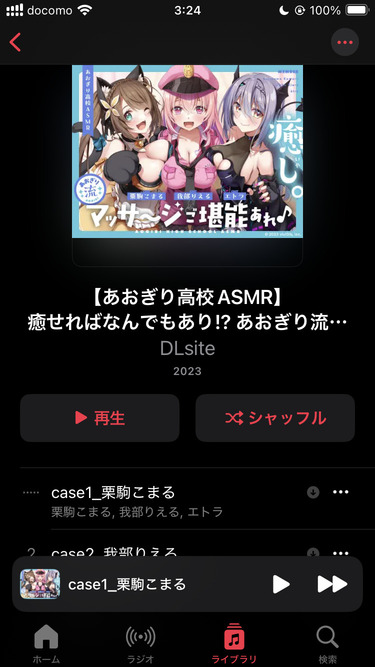 docomo 3:24 100%
あおぎり高校ASMR
癒し。
あおぎり
流
栗駒こまる 我部りえる エトラ
マッサージご堪能あれ♪
AOGIRI HIGH SCHOOL ASMR
【あおぎり高校 ASMR】
癒せればなんでもあり!? あおぎり流…
DLsite
2023
再生 シャッフル
case1_栗駒こまる
栗駒こまる, 我部りえる, エトラ
2 case2_我部りえる
case1_栗駒こまる
ホーム ラジオ ライブラリ 検索